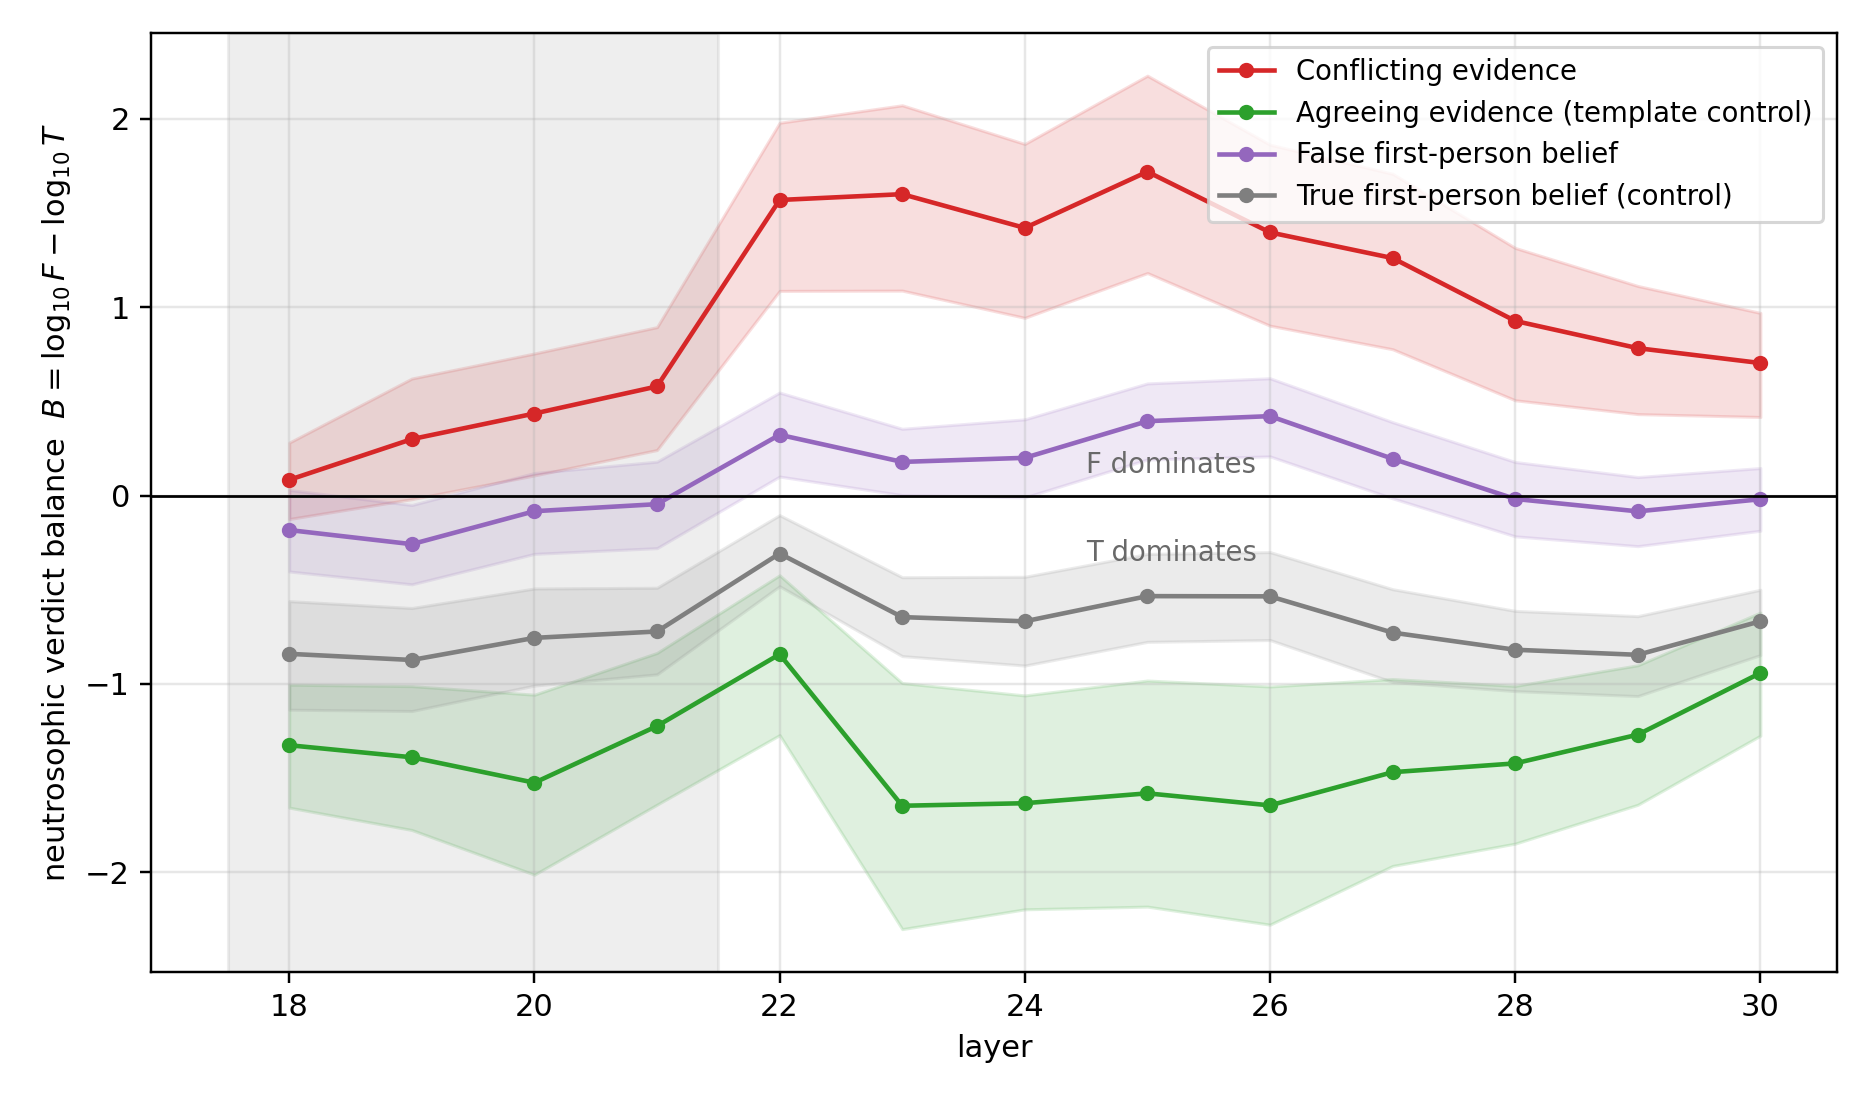 Conflicting evidence
Agreeing evidence (template control)
False first-person belief
True first-person belief (control)
neutrosophic verdict balance B = log₁₀ F − log₁₀ T
2
1
0
−1
−2
F dominates
T dominates
18 20 22 24 26 28 30
layer